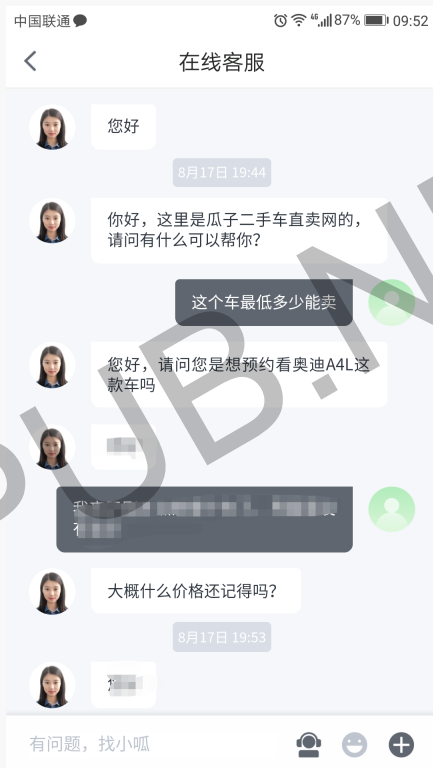 中国联通
46
87%
09:52
在线客服
您好
8月17日 19:44
你好，这里是瓜子二手车直卖网的，
请问有什么可以帮你？
这个车最低多少能卖
您好，请问您是想预约看奥迪A4L这
款车吗
大概什么价格还记得吗？
8月17日 19:53
有问题，找小呱
PUB.N